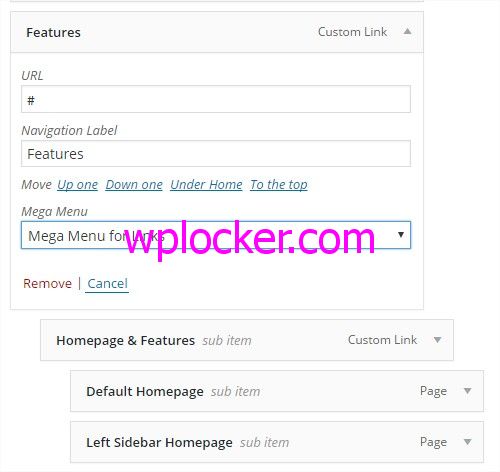 Features Custom Link
URL
#
Navigation Label
Features
Move Up one Down one Under Home To the top
Mega Menu
Mega Menu for Links
wplocker.com
Remove | Cancel
Homepage & Features sub item Custom Link
Default Homepage sub item Page
Left Sidebar Homepage sub item Page